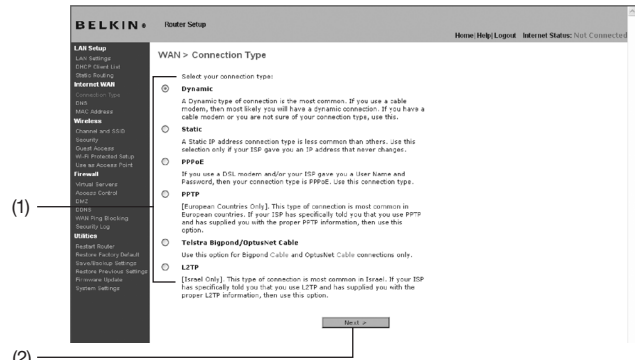 BELKIN
Router Setup
Home|Help|Logout Internet Status: Not Connected
LAN Setup
LAN Settings
DHCP Client List
Static Routing
Internet WAN
Connection Type
DNS
MAC Address
Wireless
Channel and SSID
Security
Guest Access
Wi-Fi Protected Setup
Use as Access Point
Firewall
Virtual Servers
Access Control
DMZ
DDNS
WAN Ping Blocking
Security Log
Utilities
Restart Router
Restore Factory Default
Save/Backup Settings
Restore Previous Settings
Firmware Update
System Settings
WAN > Connection Type
Select your connection type:
Dynamic
A Dynamic type of connection is the most common. If you use a cable
modem, then most likely you will have a dynamic connection. If you have a
cable modem or you are not sure of your connection type, use this.
Static
A Static IP address connection type is less common than others. Use this
selection only if your ISP gave you an IP address that never changes.
PPPoE
If you use a DSL modem and/or your ISP gave you a User Name and
Password, then your connection type is PPPoE. Use this connection type.
PPTP
[European Countries Only]. This type of connection is most common in
European countries. If your ISP has specifically told you that you use PPTP
and has supplied you with the proper PPTP information, then use this
option.
Telstra Bigpond/OptusNet Cable
Use this option for Bigpond Cable and OptusNet Cable connections only.
L2TP
[Israel Only]. This type of connection is most common in Israel. If your ISP
has specifically told you that you use L2TP and has supplied you with the
proper L2TP information, then use this option.
Next >
(1)
(2)